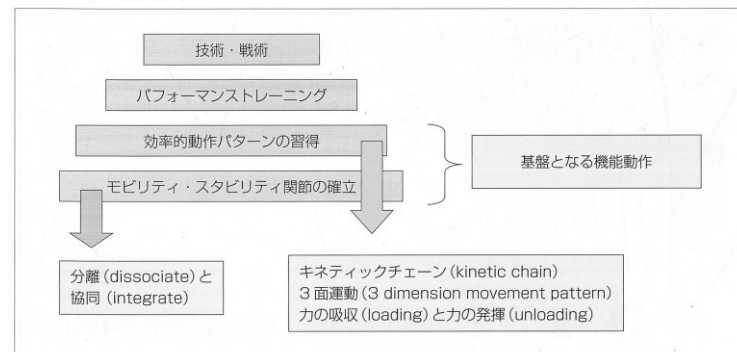 技術・戦術
パフォーマンストレーニング
効率的動作パターンの習得
基盤となる機能動作
モビリティ・スタビリティ関節の確立
分離(dissociate)と
協同(integrate)
キネティックチェーン(kinetic chain)
3面運動(3 dimension movement pattern)
力の吸収(loading)と力の発揮(unloading)